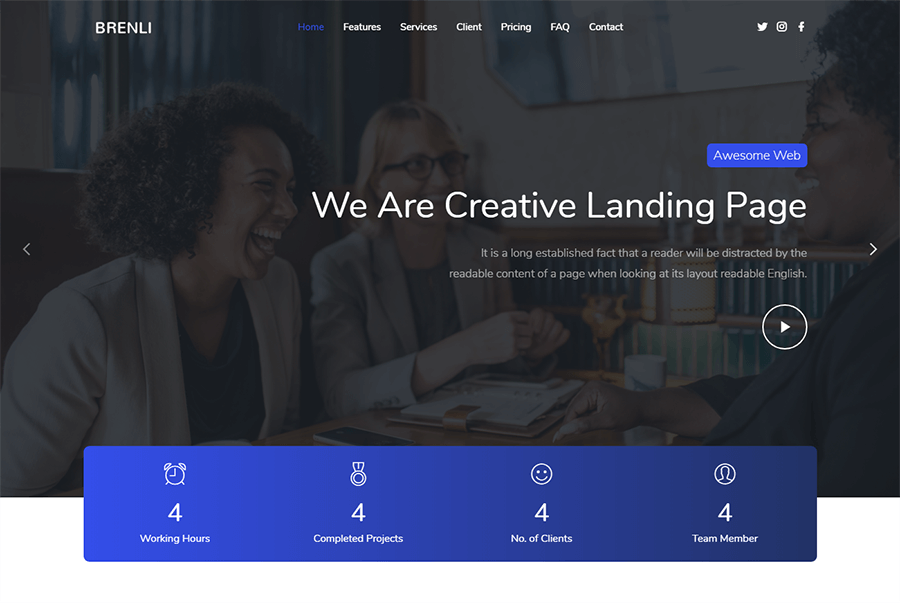 BRENLI
Home Features Services Client Pricing FAQ Contact
Awesome Web
We Are Creative Landing Page
It is a long established fact that a reader will be distracted by the
readable content of a page when looking at its layout readable English.
4 4 4 4
Working Hours Completed Projects No. of Clients Team Member